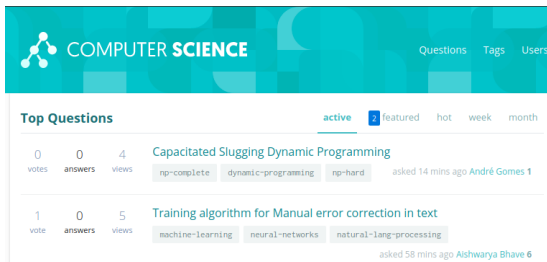 COMPUTER SCIENCE
Questions Tags Users
Top Questions
active 2 featured hot week month
0 0 4 Capacitated Slugging Dynamic Programming
votes answers views
np-complete dynamic-programming np-hard
asked 14 mins ago André Gomes 1
1 0 5 Training algorithm for Manual error correction in text
vote answers views
machine-learning neural-networks natural-lang-processing
asked 58 mins ago Aishwarya Bhave 6